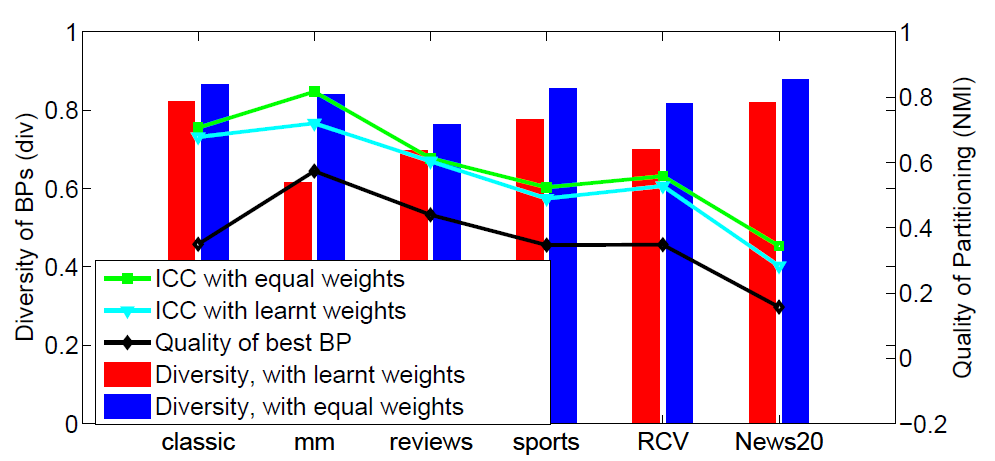 1
0.8
0.6
0.4
0.2
0
Diversity of BPs (div)
1
0.8
0.6
0.4
0.2
0
−0.2
Quality of Partitioning (NMI)
ICC with equal weights
ICC with learnt weights
Quality of best BP
Diversity, with learnt weights
Diversity, with equal weights
classic mm reviews sports RCV News20